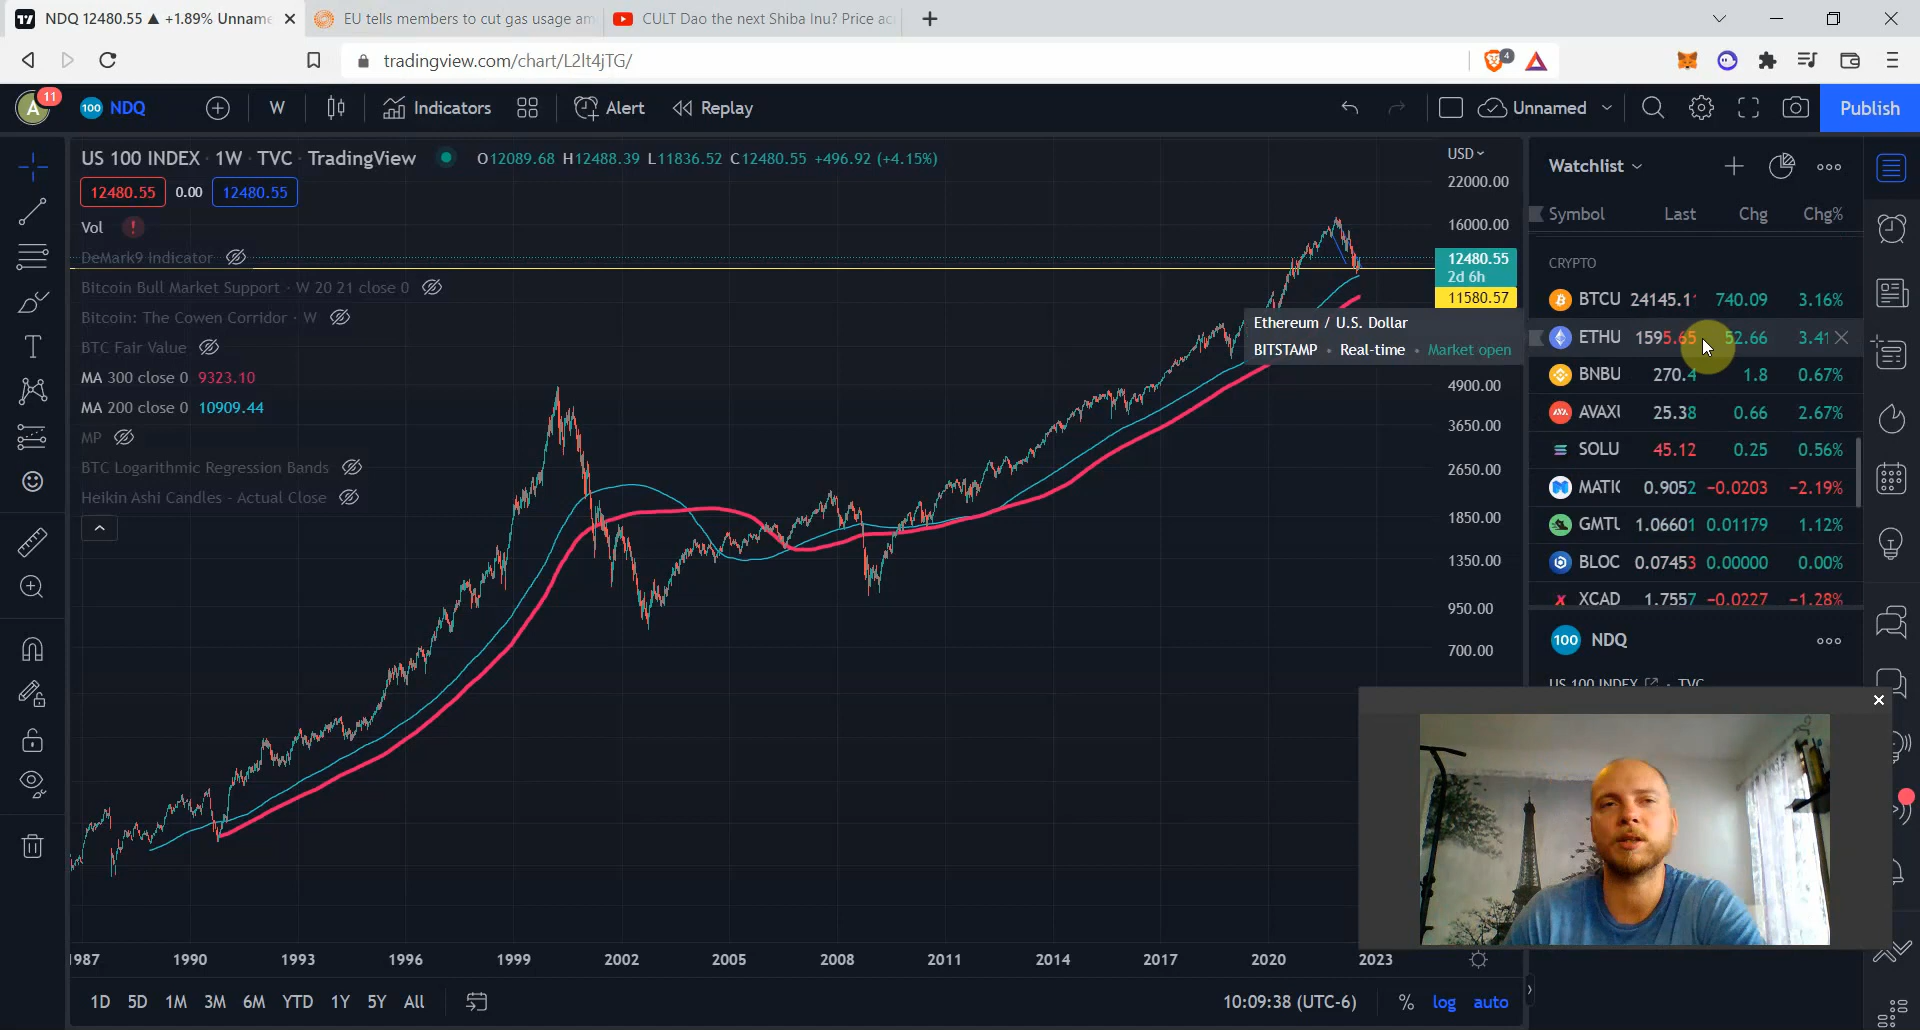 NDQ 12480.55 ▲ +1.89% Unname
EU tells members to cut gas usage am
CULT Dao the next Shiba Inu? Price ac
tradingview.com/chart/L2lt4jTG/
4
A
11
100 NDQ
W
Indicators
Alert
Replay
Unnamed
Publish
US 100 INDEX · 1W · TVC · TradingView
O12089.68 H12488.39 L11836.52 C12480.55 +496.92 (+4.15%)
12480.55 0.00 12480.55
Vol !
DeMark9 Indicator
Bitcoin Bull Market Support · W 20 21 close 0
Bitcoin: The Cowen Corridor · W
BTC Fair Value
MA 300 close 0 9323.10
MA 200 close 0 10909.44
MP
BTC Logarithmic Regression Bands
Heikin Ashi Candles - Actual Close
USD
22000.00
16000.00
12480.55
2d 6h
11580.57
4900.00
3650.00
2650.00
1850.00
1350.00
950.00
700.00
Ethereum / U.S. Dollar
BITSTAMP · Real-time · Market open
1987 1990 1993 1996 1999 2002 2005 2008 2011 2014 2017 2020 2023
1D 5D 1M 3M 6M YTD 1Y 5Y All
10:09:38 (UTC-6) % log auto
Watchlist
Symbol Last Chg Chg%
CRYPTO
BTCU 24145.1 740.09 3.16%
ETHU 1595.65 52.66 3.41
BNBU 270.4 1.8 0.67%
AVAXU 25.38 0.66 2.67%
SOLU 45.12 0.25 0.56%
MATIC 0.9052 -0.0203 -2.19%
GMTU 1.06601 0.01179 1.12%
BLOC 0.07453 0.00000 0.00%
XCAD 1.7557 -0.0227 -1.28%
100 NDQ
US 100 INDEX · TVC